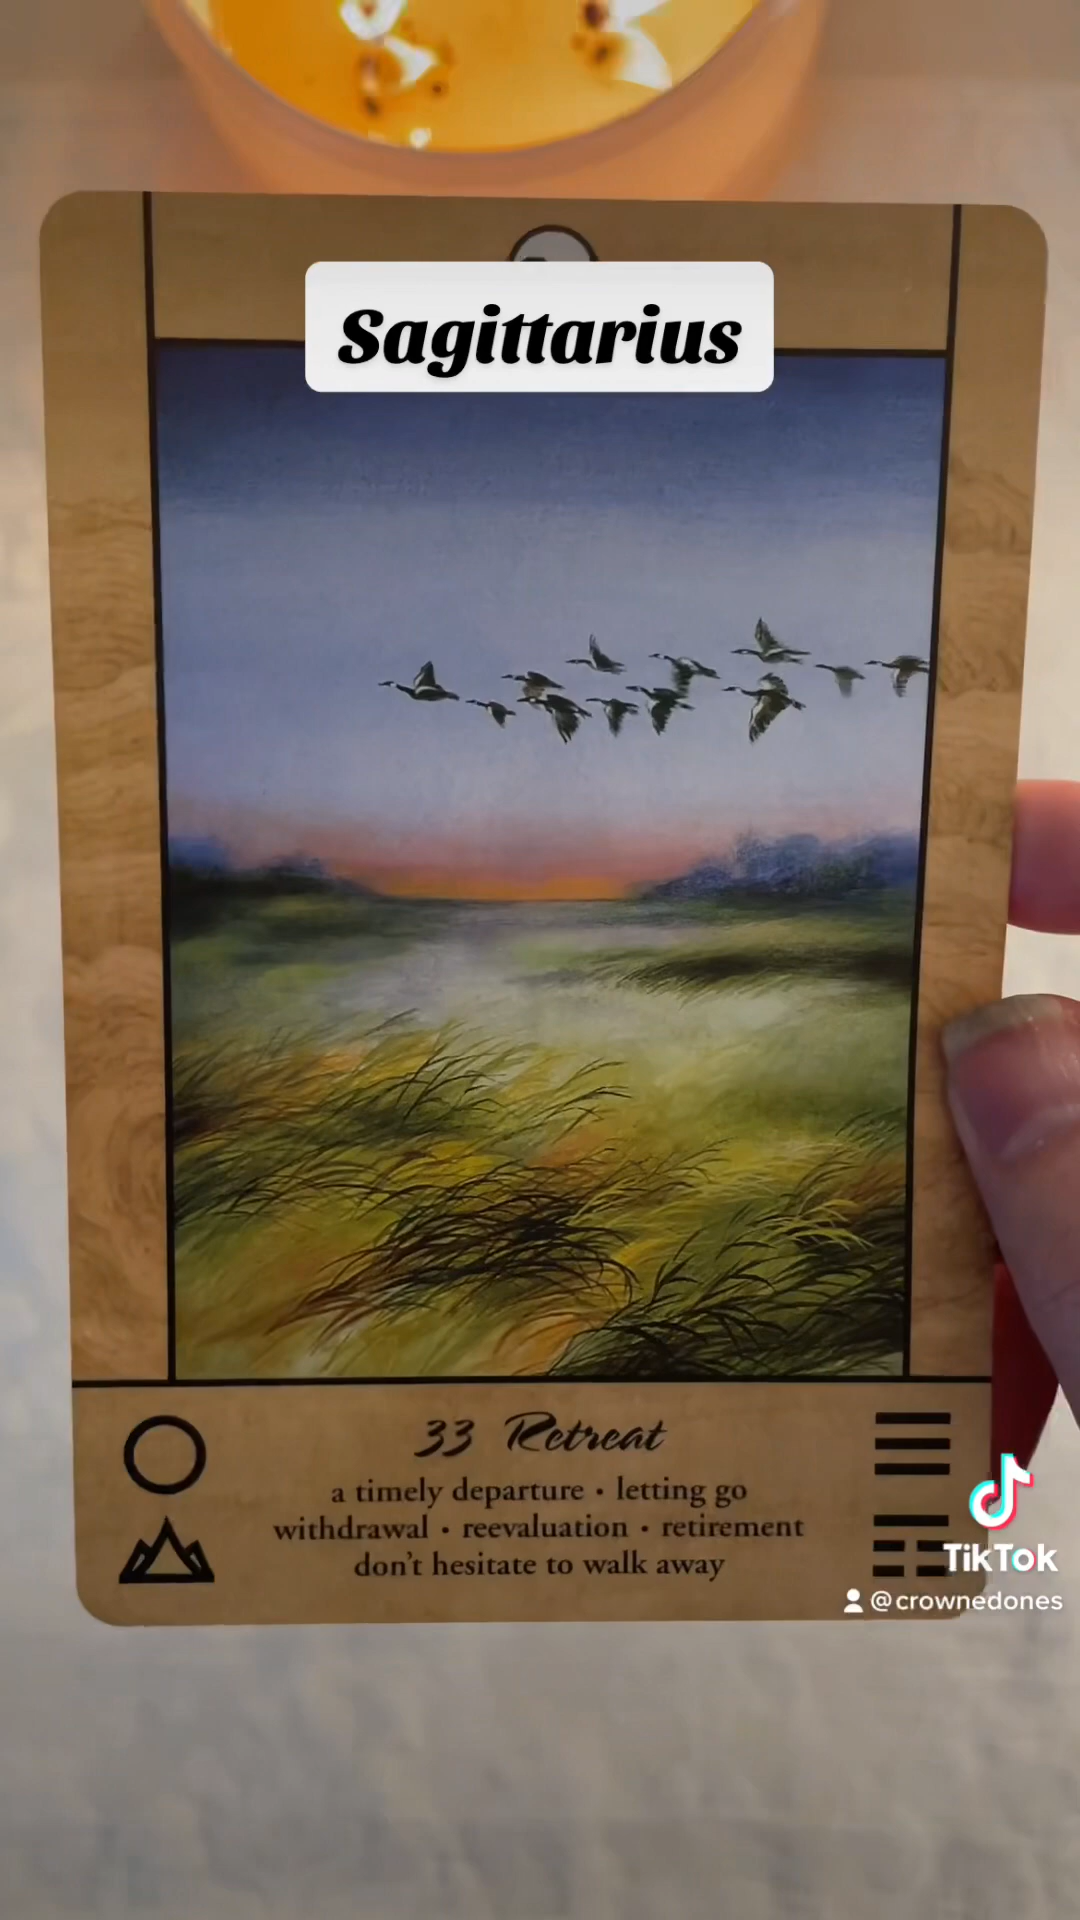 Sagittarius
33 Retreat
a timely departure • letting go
withdrawal • reevaluation • retirement
don't hesitate to walk away
TikTok
@crownedones